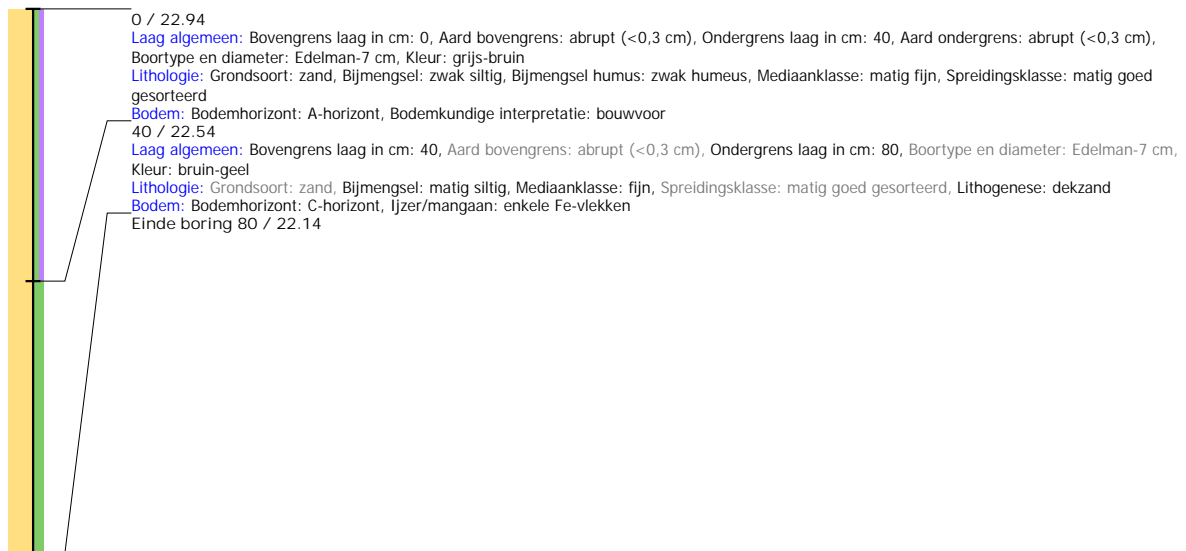 0 / 22.94
Laag algemeen: Bovengrens laag in cm: 0, Aard bovengrens: abrupt (<0,3 cm), Ondergrens laag in cm: 40, Aard ondergrens: abrupt (<0,3 cm),
Boortype en diameter: Edelman-7 cm, Kleur: grijs-bruin
Lithologie: Grondsoort: zand, Bijmengsel: zwak siltig, Bijmengsel humus: zwak humeus, Mediaanklasse: matig fijn, Spreidingsklasse: matig goed
gesorteerd
Bodem: Bodemhorizont: A-horizont, Bodemkundige interpretatie: bouwvoor
40 / 22.54
Laag algemeen: Bovengrens laag in cm: 40, Aard bovengrens: abrupt (<0,3 cm), Ondergrens laag in cm: 80, Boortype en diameter: Edelman-7 cm,
Kleur: bruin-geel
Lithologie: Grondsoort: zand, Bijmengsel: matig siltig, Mediaanklasse: fijn, Spreidingsklasse: matig goed gesorteerd, Lithogenese: dekzand
Bodem: Bodemhorizont: C-horizont, Ijzer/mangaan: enkele Fe-vlekken
Einde boring 80 / 22.14